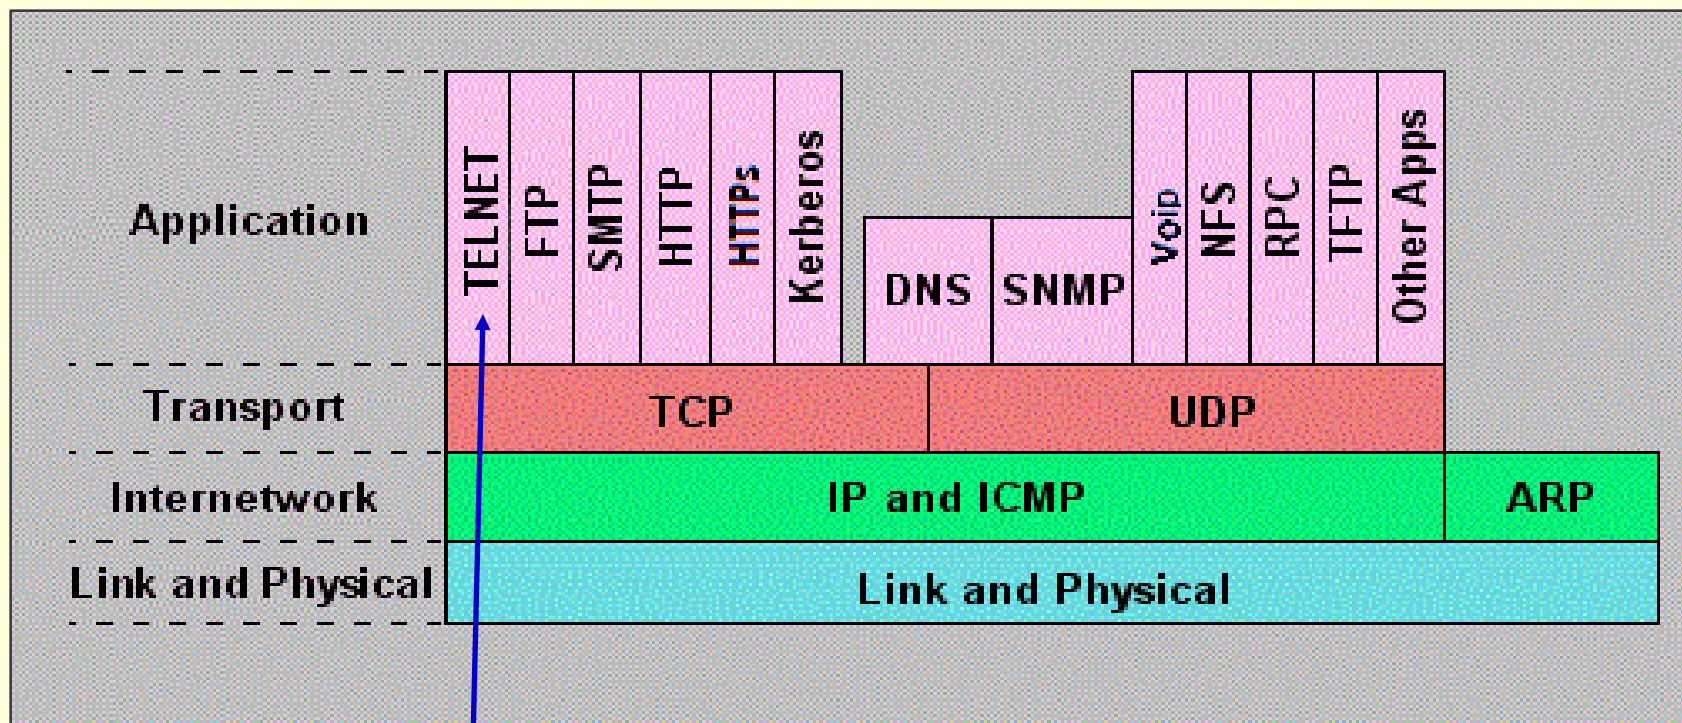 Application
TELNET
FTP
SMTP
HTTP
HTTPs
Kerberos
DNS
SNMP
Voip
NFS
RPC
TFTP
Other Apps
Transport
TCP
UDP
Internetwork
IP and ICMP
ARP
Link and Physical
Link and Physical